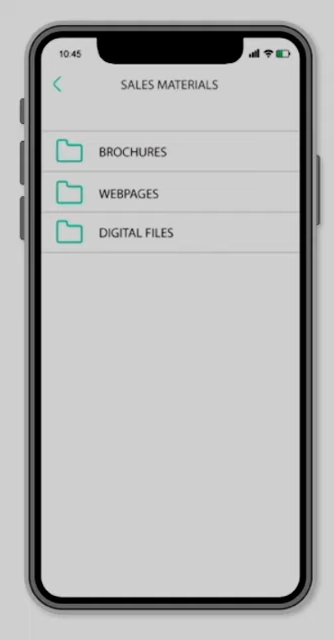 10:45
SALES MATERIALS
BROCHURES
WEBPAGES
DIGITAL FILES